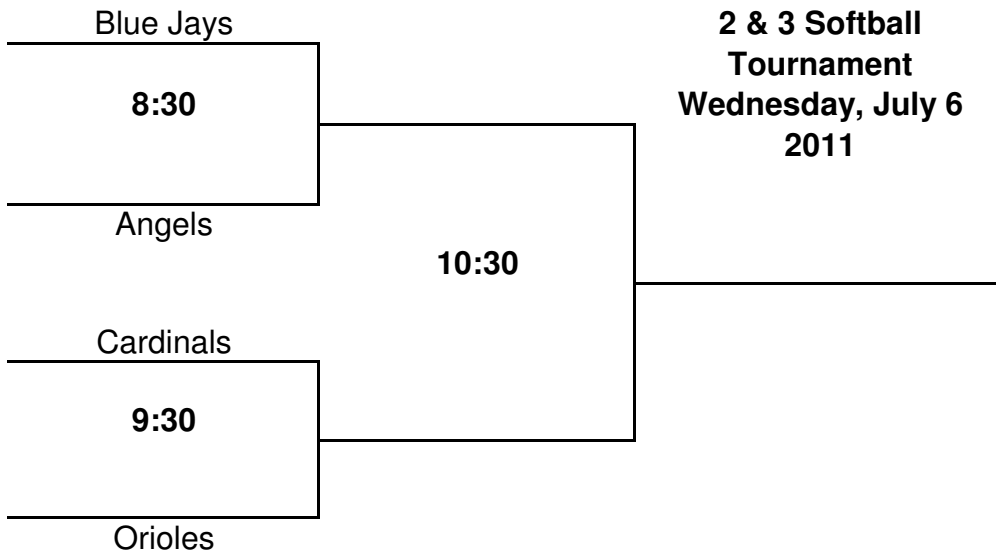 Blue Jays
2 & 3 Softball
Tournament
Wednesday, July 6
2011
8:30
Angels
10:30
Cardinals
9:30
Orioles